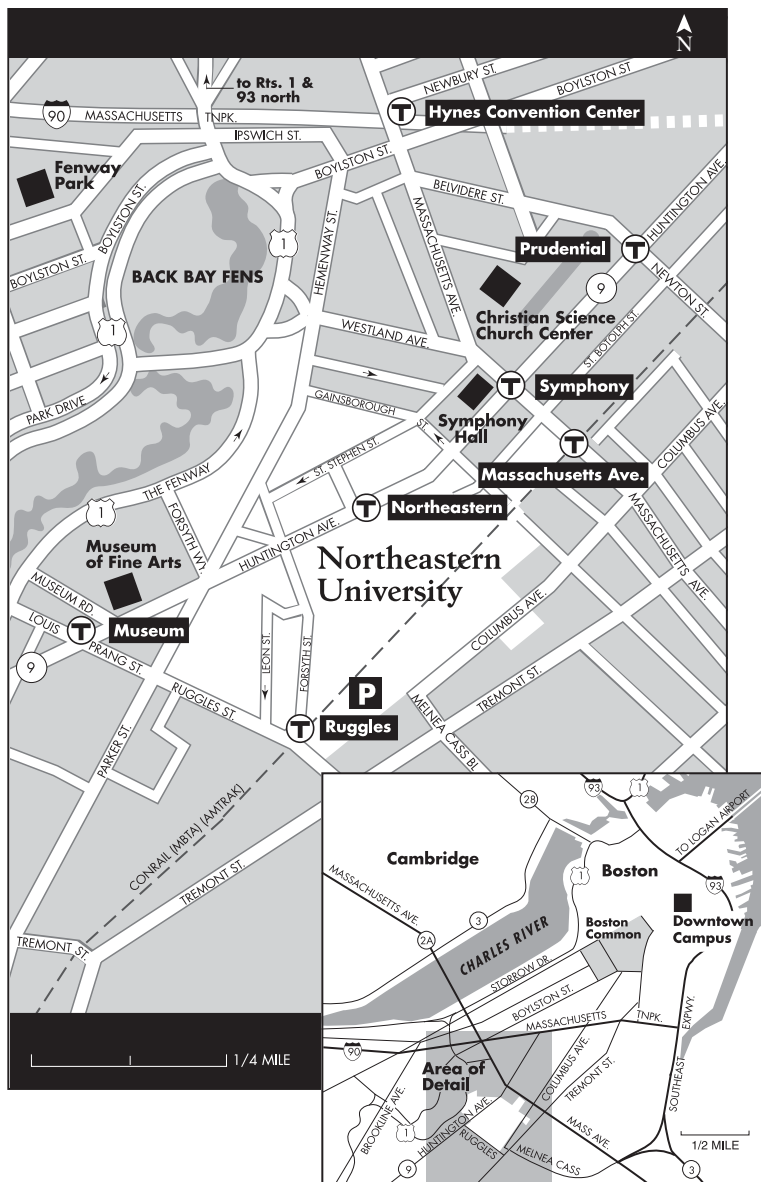 N
to Rts. 1 &
93 north
NEWBURY ST.
BOYLSTON ST.
90
MASSACHUSETTS TNPK.
T
Hynes Convention Center
IPSWICH ST.
BOYLSTON ST.
Fenway
Park
BOYLSTON ST.
BELVIDERE ST.
HUNTINGTON AVE.
HEMENWAY ST.
MASSACHUSETTS AVE.
1
Prudential
T
BOYLSTON ST.
BACK BAY FENS
NEWTON ST.
9
Christian Science
Church Center
1
WESTLAND AVE.
ST. BOTOLPH ST.
PARK DRIVE
T
Symphony
GAINSBOROUGH ST.
Symphony
Hall
COLUMBUS AVE.
T
Massachusetts Ave.
ST. STEPHEN ST.
THE FENWAY
1
FORSYTH WY.
T
Northeastern
HUNTINGTON AVE.
MASSACHUSETTS AVE.
Museum
of Fine Arts
Northeastern
University
MUSEUM RD.
COLUMBUS AVE.
LOUIS PRANG ST.
T
Museum
LEON ST.
FORSYTH ST.
9
TREMONT ST.
RUGGLES ST.
P
MELNEA CASS BL.
T
Ruggles
PARKER ST.
CONRAIL (MBTA) (AMTRAK)
TREMONT ST.
TREMONT ST.
1/4 MILE
93
1
28
TO LOGAN AIRPORT
Cambridge
1
Boston
93
MASSACHUSETTS AVE.
3
Downtown
Campus
Boston
Common
2A
CHARLES RIVER
STORROW DR.
BOYLSTON ST.
MASSACHUSETTS TNPK.
EXPWY.
90
Area of
Detail
COLUMBUS AVE.
TREMONT ST.
SOUTHEAST
BROOKLINE AVE.
1
HUNTINGTON AVE.
RUGGLES
MASS AVE.
MELNEA CASS
9
1/2 MILE
3